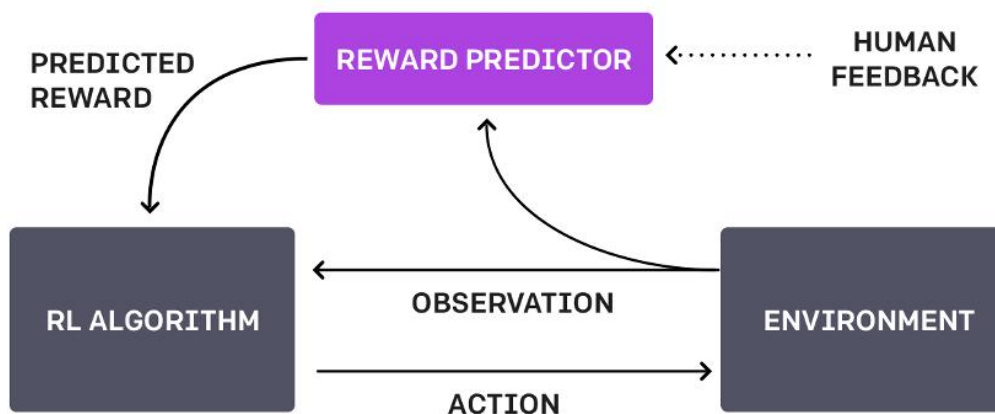 PREDICTED
REWARD
REWARD PREDICTOR
HUMAN
FEEDBACK
RL ALGORITHM
OBSERVATION
ENVIRONMENT
ACTION